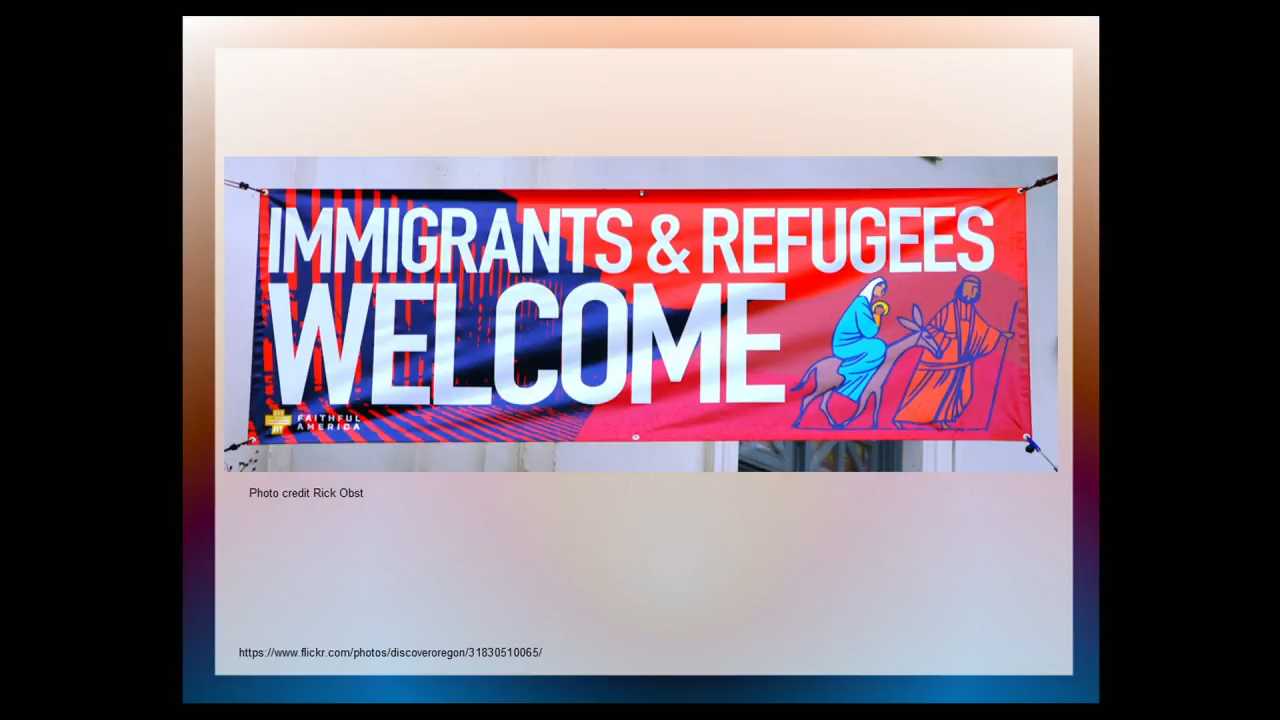 IMMIGRANTS & REFUGEES
WELCOME
FAITHFUL
AMERICA
Photo credit Rick Obst
https://www.flickr.com/photos/discoveroregon/31830510065/